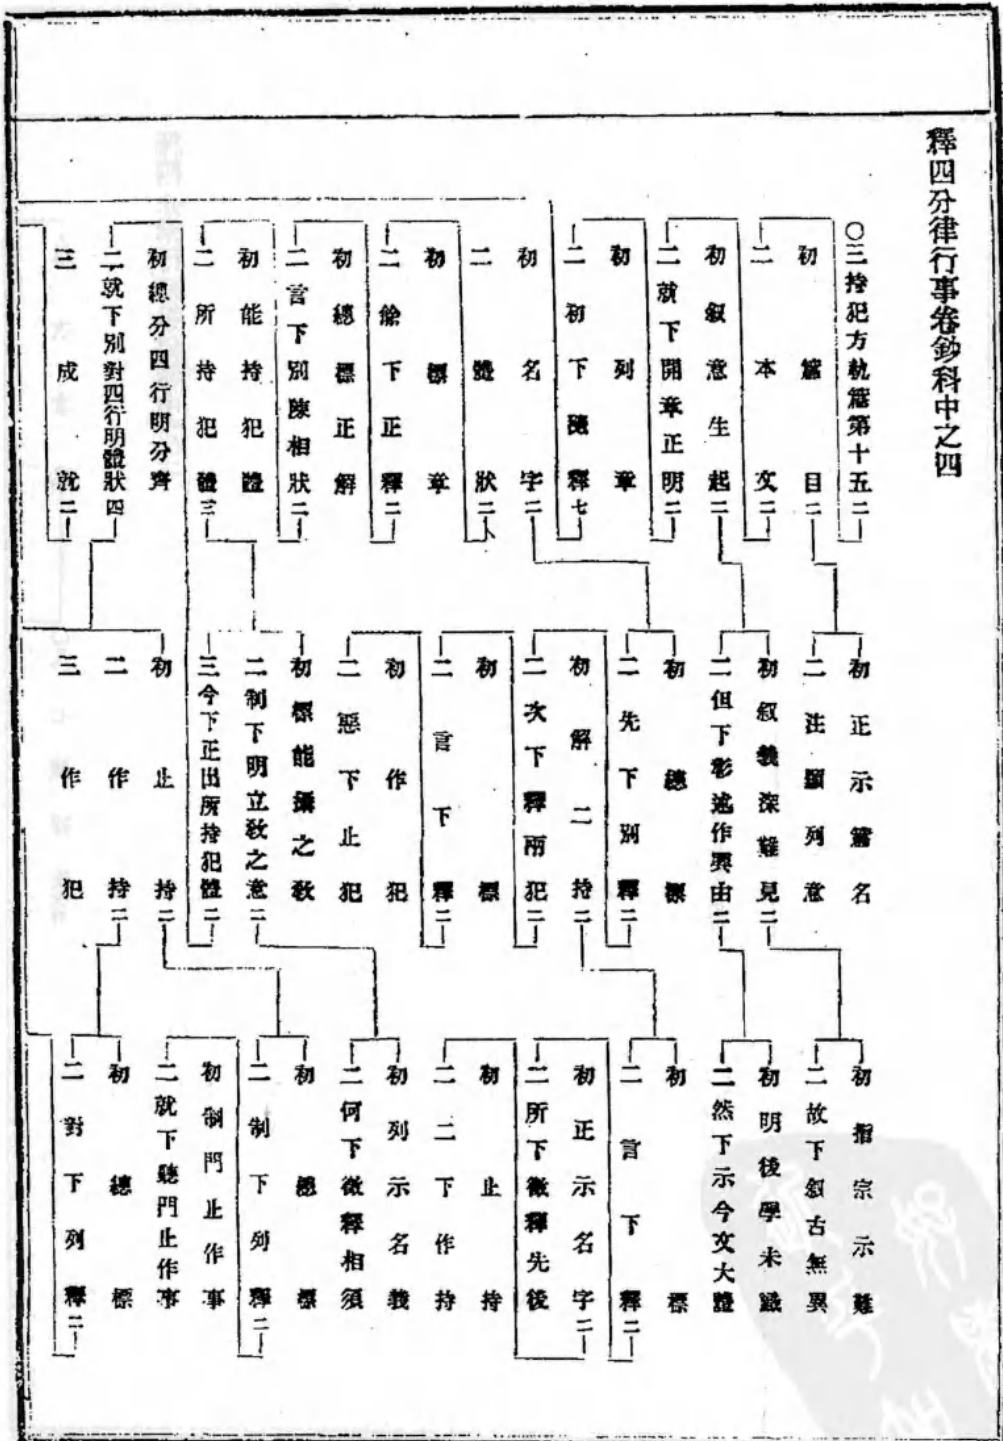 釋四分律行事卷鈔科中之四
○三持犯方軌篇第十五二
初篇目二
二本文二
初叙意生起二
二就下開章正明二
初列章
二初下隨釋七
初名字二
二體狀二
初標章
二餘下正釋二
初總標正解
二言下別陳相狀二
初能持犯體
二所持犯體三
初總分四行明分齊
二就下別對四行明體狀四
三成就二
初正示篇名
二注顯列意
初叙義深難見二
二但下彰述作興由二
初總標
二先下別釋二
初解二持二
二次下釋兩犯二
初標
二言下釋二
初作犯
二惡下止犯
初標能攝之教
二制下明立教之意二
三今下正出所持犯體二
初止持二
二作持二
三作犯
初指宗示難
二故下叙古無異
初明後學未識
二然下示今文大體
初標
二言下釋二
初正示名字二
二所下徵釋先後
初止持
二二下作持
初列示名義
二何下徵釋相須
初總標
二制下列釋二
初制門止作事
二就下聽門止作事
初總標
二對下列釋二